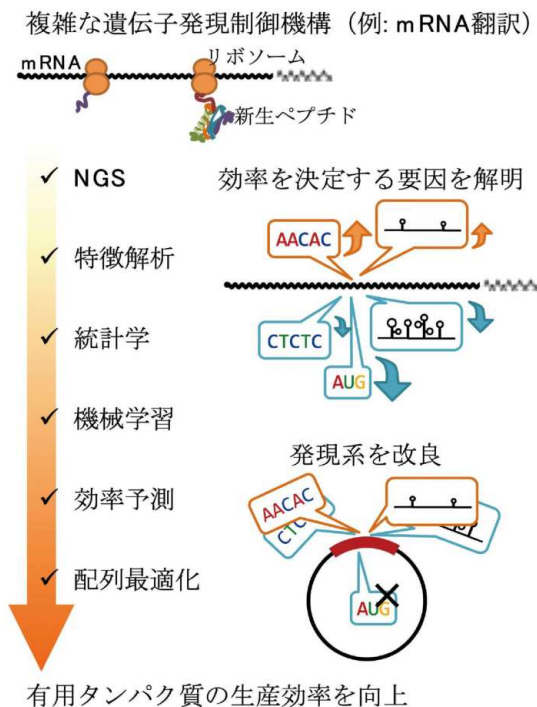 複雑な遺伝子発現制御機構（例: mRNA翻訳）
mRNA
リボソーム
新生ペプチド
✓ NGS
効率を決定する要因を解明
AACAC
✓ 特徴解析
✓ 統計学
CTCTC
AUG
✓ 機械学習
発現系を改良
✓ 効率予測
AACAC
CTC
✓ 配列最適化
AUG
有用タンパク質の生産効率を向上